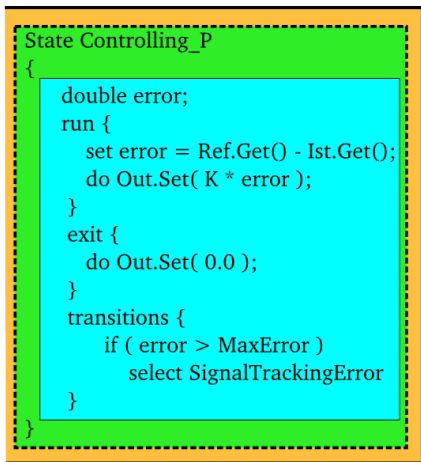 State Controlling_P
{
double error;
run {
set error = Ref.Get() - Ist.Get();
do Out.Set( K * error );
}
exit {
do Out.Set( 0.0 );
}
transitions {
if ( error > MaxError )
select SignalTrackingError
}
}